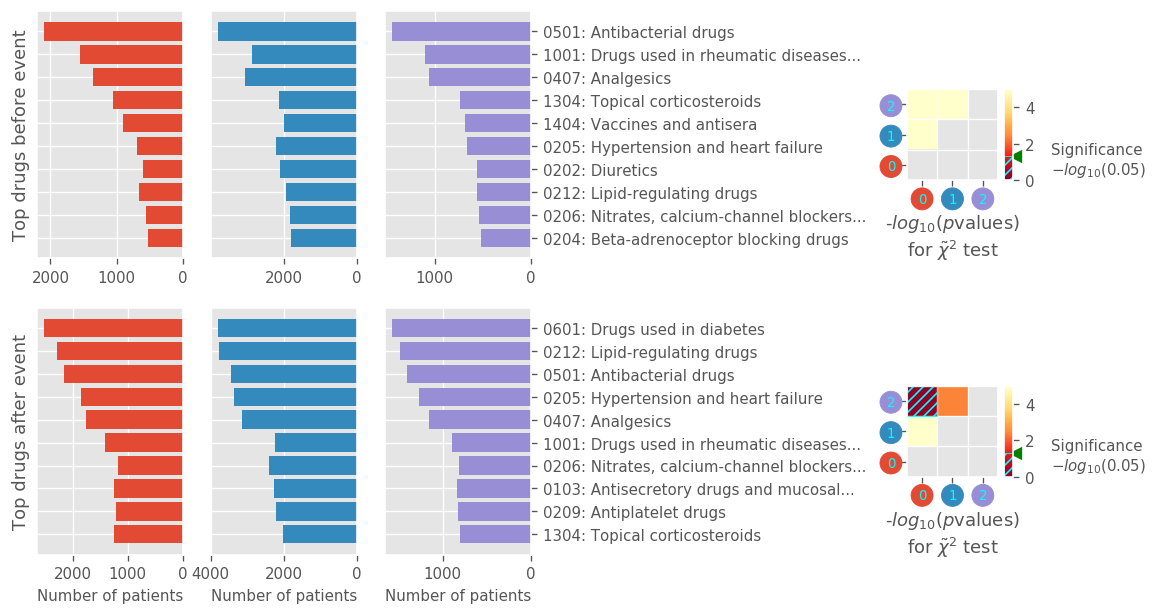 Top drugs before event
0501: Antibacterial drugs
1001: Drugs used in rheumatic diseases...
0407: Analgesics
1304: Topical corticosteroids
1404: Vaccines and antisera
0205: Hypertension and heart failure
0202: Diuretics
0212: Lipid-regulating drugs
0206: Nitrates, calcium-channel blockers...
0204: Beta-adrenoceptor blocking drugs
2000 1000 0
2000 0
1000 0
2
1
0
0 1 2
4
2
0
Significance
−log₁₀(0.05)
-log₁₀(pvalues)
for χ̃² test
Top drugs after event
0601: Drugs used in diabetes
0212: Lipid-regulating drugs
0501: Antibacterial drugs
0205: Hypertension and heart failure
0407: Analgesics
1001: Drugs used in rheumatic diseases...
0206: Nitrates, calcium-channel blockers...
0103: Antisecretory drugs and mucosal...
0209: Antiplatelet drugs
1304: Topical corticosteroids
2000 1000 0
4000 2000 0
1000 0
Number of patients
Number of patients
Number of patients
2
1
0
0 1 2
4
2
0
Significance
−log₁₀(0.05)
-log₁₀(pvalues)
for χ̃² test